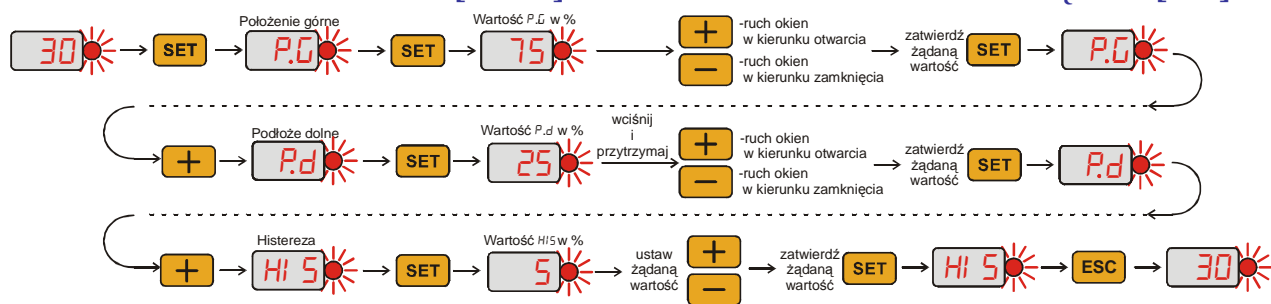 Położenie górne
Wartość P.G w %
30
SET
P.G
SET
75
+
-ruch okien
w kierunku otwarcia
−
-ruch okien
w kierunku zamknięcia
zatwierdź
żądaną
wartość
SET
P.G
Podłoże dolne
Wartość P.d w %
wciśnij
i
przytrzymaj
+
P.d
SET
25
+
-ruch okien
w kierunku otwarcia
−
-ruch okien
w kierunku zamknięcia
zatwierdź
żądaną
wartość
SET
P.d
Histereza
Wartość HIS w %
+
HI S
SET
5
ustaw
żądaną
wartość
+
−
zatwierdź
żądaną
wartość
SET
HI S
ESC
30